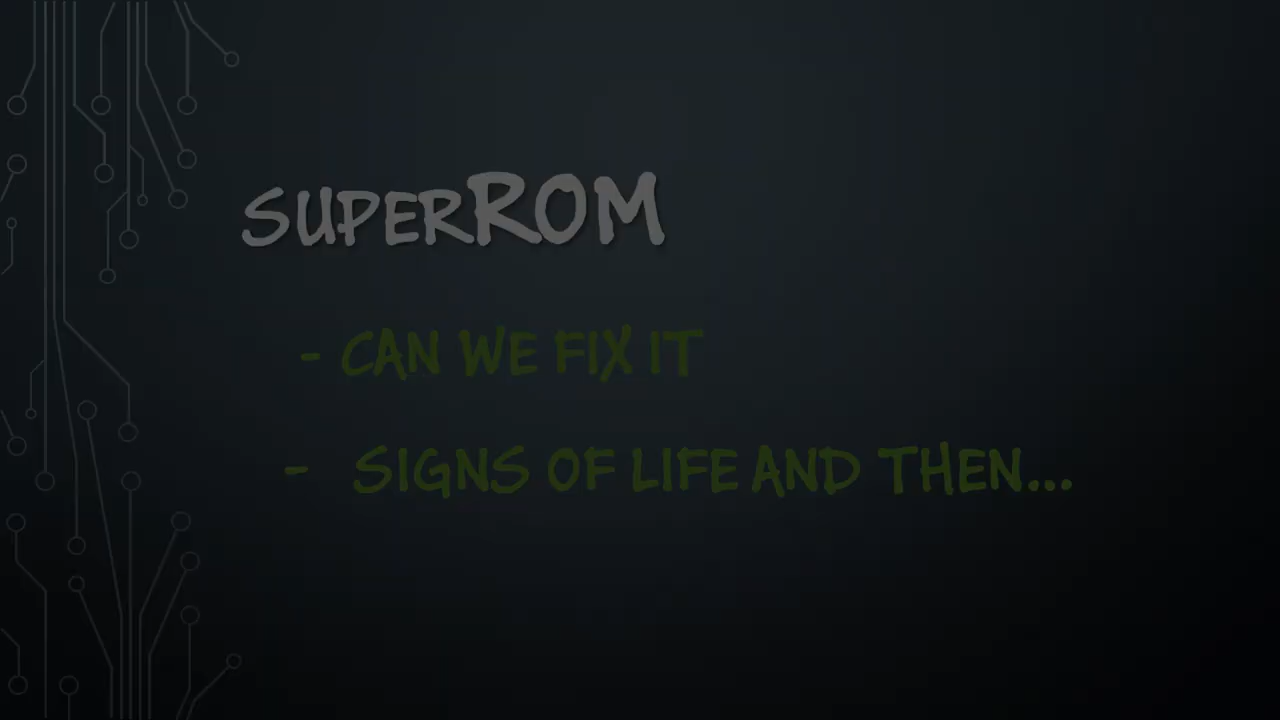 SUPERROM
- CAN WE FIX IT
- SIGNS OF LIFE AND THEN...